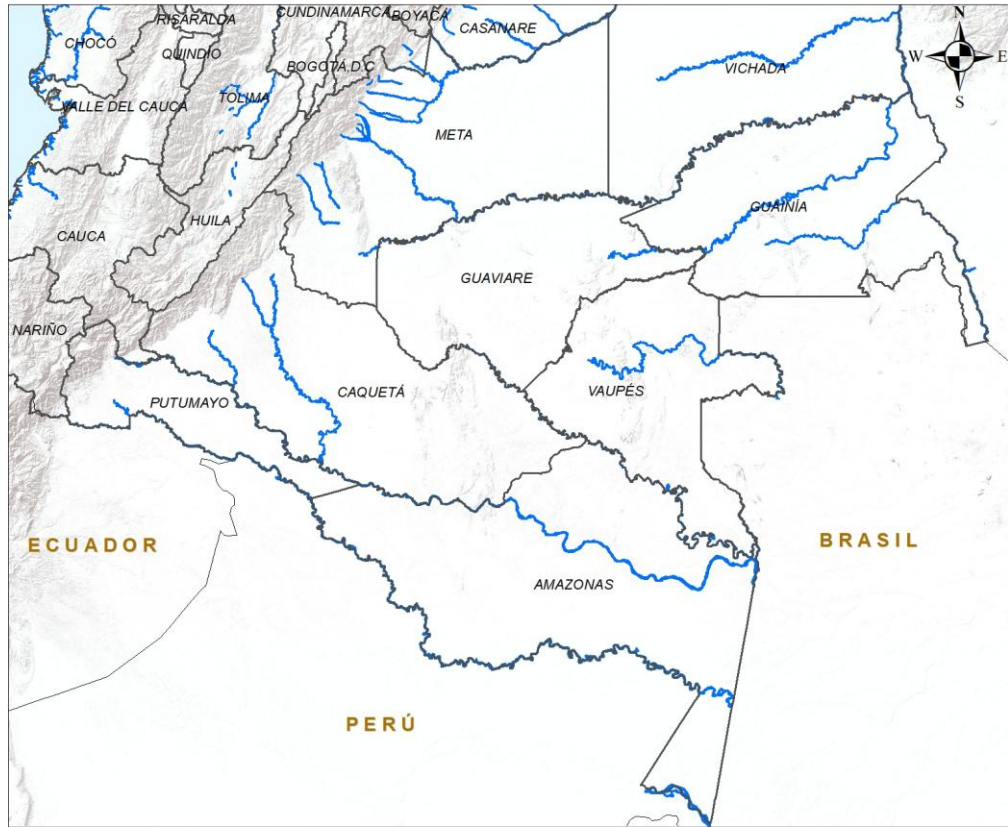 CUNDINAMARCA
BOYACÁ
RISARALDA
CASANARE
N
CHOCÓ
QUINDÍO
BOGOTÁ D.C
W
E
VICHADA
S
VALLE DEL CAUCA
TOLIMA
META
GUAINÍA
HUILA
CAUCA
GUAVIARE
NARIÑO
PUTUMAYO
CAQUETÁ
VAUPÉS
ECUADOR
BRASIL
AMAZONAS
PERÚ